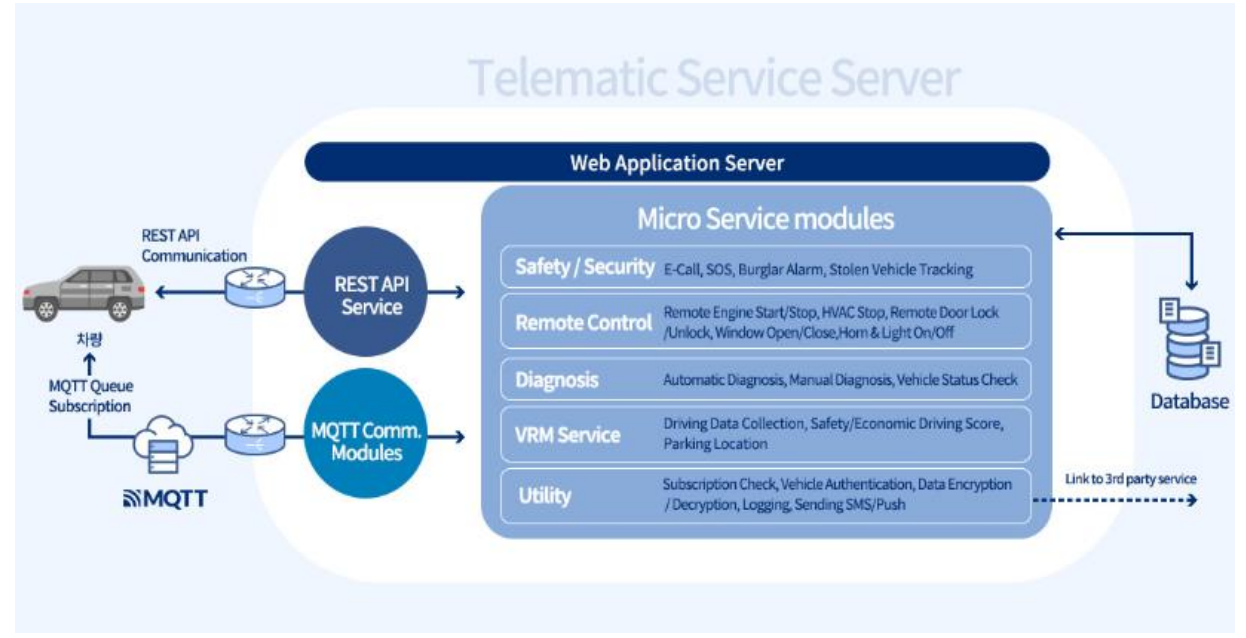 Telematic Service Server
Web Application Server
Micro Service modules
REST API
Communication
REST API
Service
차량
MQTT Queue
Subscription
MQTT
MQTT Comm.
Modules
Safety / Security
E-Call, SOS, Burglar Alarm, Stolen Vehicle Tracking
Remote Control
Remote Engine Start/Stop, HVAC Stop, Remote Door Lock
/Unlock, Window Open/Close,Horn & Light On/Off
Diagnosis
Automatic Diagnosis, Manual Diagnosis, Vehicle Status Check
VRM Service
Driving Data Collection, Safety/Economic Driving Score,
Parking Location
Utility
Subscription Check, Vehicle Authentication, Data Encryption
/ Decryption, Logging, Sending SMS/Push
Database
Link to 3rd party service